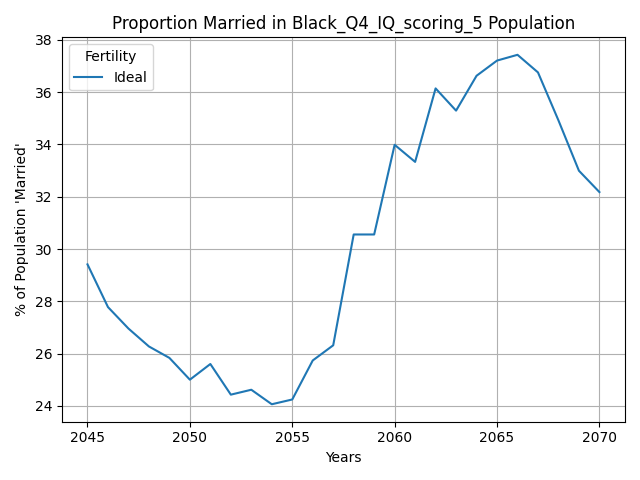 Proportion Married in Black_Q4_IQ_scoring_5 Population
% of Population 'Married'
38
36
34
32
30
28
26
24
Fertility
Ideal
2045 2050 2055 2060 2065 2070
Years